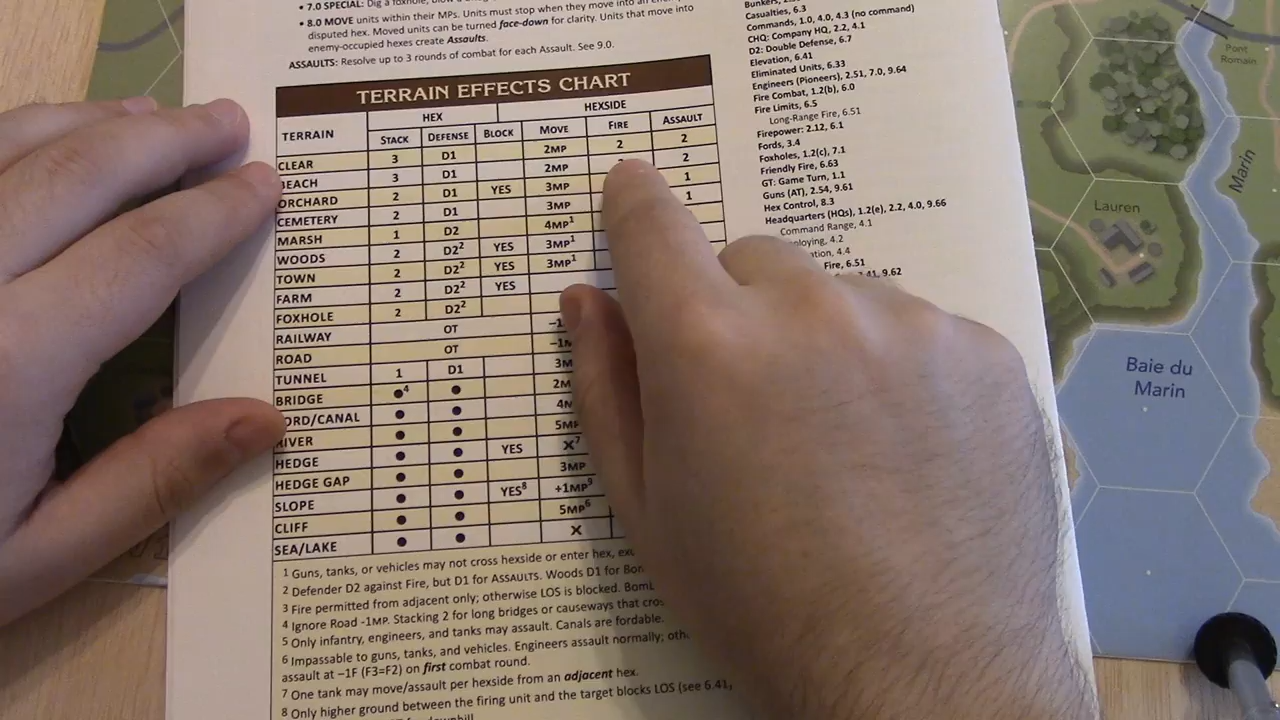 • 7.0 SPECIAL: Dig a foxhole,
• 8.0 MOVE units within their MPs. Units must stop when they move into an
disputed hex. Moved units can be turned face-down for clarity. Units that move into
enemy-occupied hexes create Assaults.
ASSAULTS: Resolve up to 3 rounds of combat for each Assault. See 9.0.
TERRAIN EFFECTS CHART
HEX HEXSIDE
TERRAIN STACK DEFENSE BLOCK MOVE FIRE ASSAULT
CLEAR 3 D1 2MP 2 2
BEACH 3 D1 2MP 2
ORCHARD 2 D1 YES 3MP 1
CEMETERY 2 D1 3MP 1
MARSH 1 D2 4MP1
WOODS 2 D22 YES 3MP1
TOWN 2 D22 YES 3MP1
FARM 2 D22 YES
FOXHOLE 2 D22
RAILWAY OT
ROAD OT
TUNNEL 1 D1
BRIDGE ●4 ●
ORD/CANAL ● ●
RIVER ● ●
HEDGE ● ● YES X7
HEDGE GAP ● ● 3MP
SLOPE ● ● YES8 +1MP9
CLIFF ● ● 5MP6
SEA/LAKE ● ● X
1 Guns, tanks, or vehicles may not cross hexside or enter hex,
2 Defender D2 against Fire, but D1 for ASSAULTS. Woods D1 for
3 Fire permitted from adjacent only; otherwise LOS is blocked.
4 Ignore Road -1MP. Stacking 2 for long bridges or causeways that
5 Only infantry, engineers, and tanks may assault. Canals are fordable.
6 Impassable to guns, tanks, and vehicles. Engineers assault normally;
assault at –1F (F3=F2) on first combat round.
7 One tank may move/assault per hexside from an adjacent hex.
8 Only higher ground between the firing unit and the target blocks LOS (see 6.41,
Casualties, 6.3
Commands, 1.0, 4.0, 4.3 (no command)
CHQ: Company HQ, 2.2, 4.1
D2: Double Defense, 6.7
Elevation, 6.41
Eliminated Units, 6.33
Engineers (Pioneers), 2.51, 7.0, 9.64
Fire Combat, 1.2(b), 6.0
Fire Limits, 6.5
Long-Range Fire, 6.51
Firepower: 2.12, 6.1
Fords, 3.4
Foxholes, 1.2(c), 7.1
Friendly Fire, 6.63
GT: Game Turn, 1.1
Guns (AT), 2.54, 9.61
Hex Control, 8.3
Headquarters (HQs), 1.2(e), 2.2, 4.0, 9.66
Command Range, 4.1
4.2
4.4
Fire, 6.51
9.62
Pont
Romain
Marin
Lauren
Baie du
Marin